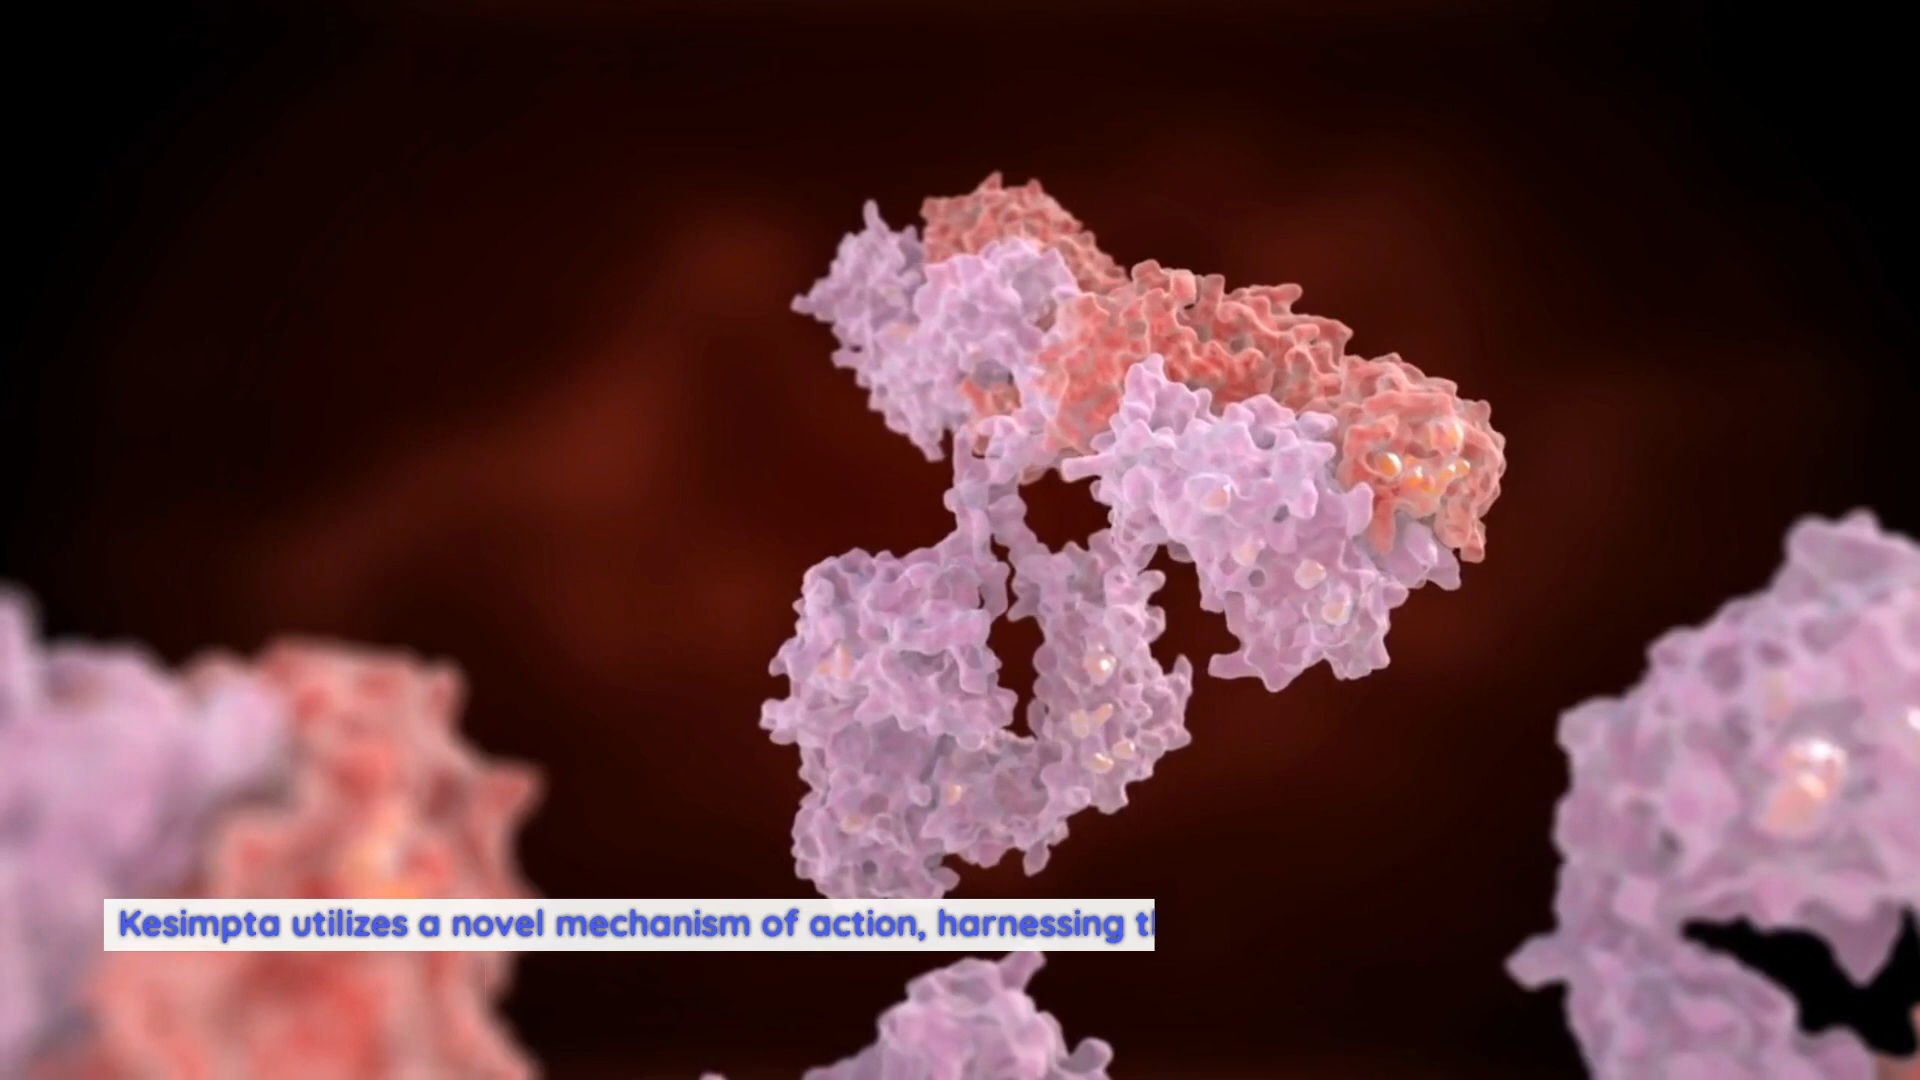 Kesimpta utilizes a novel mechanism of action, harnessing